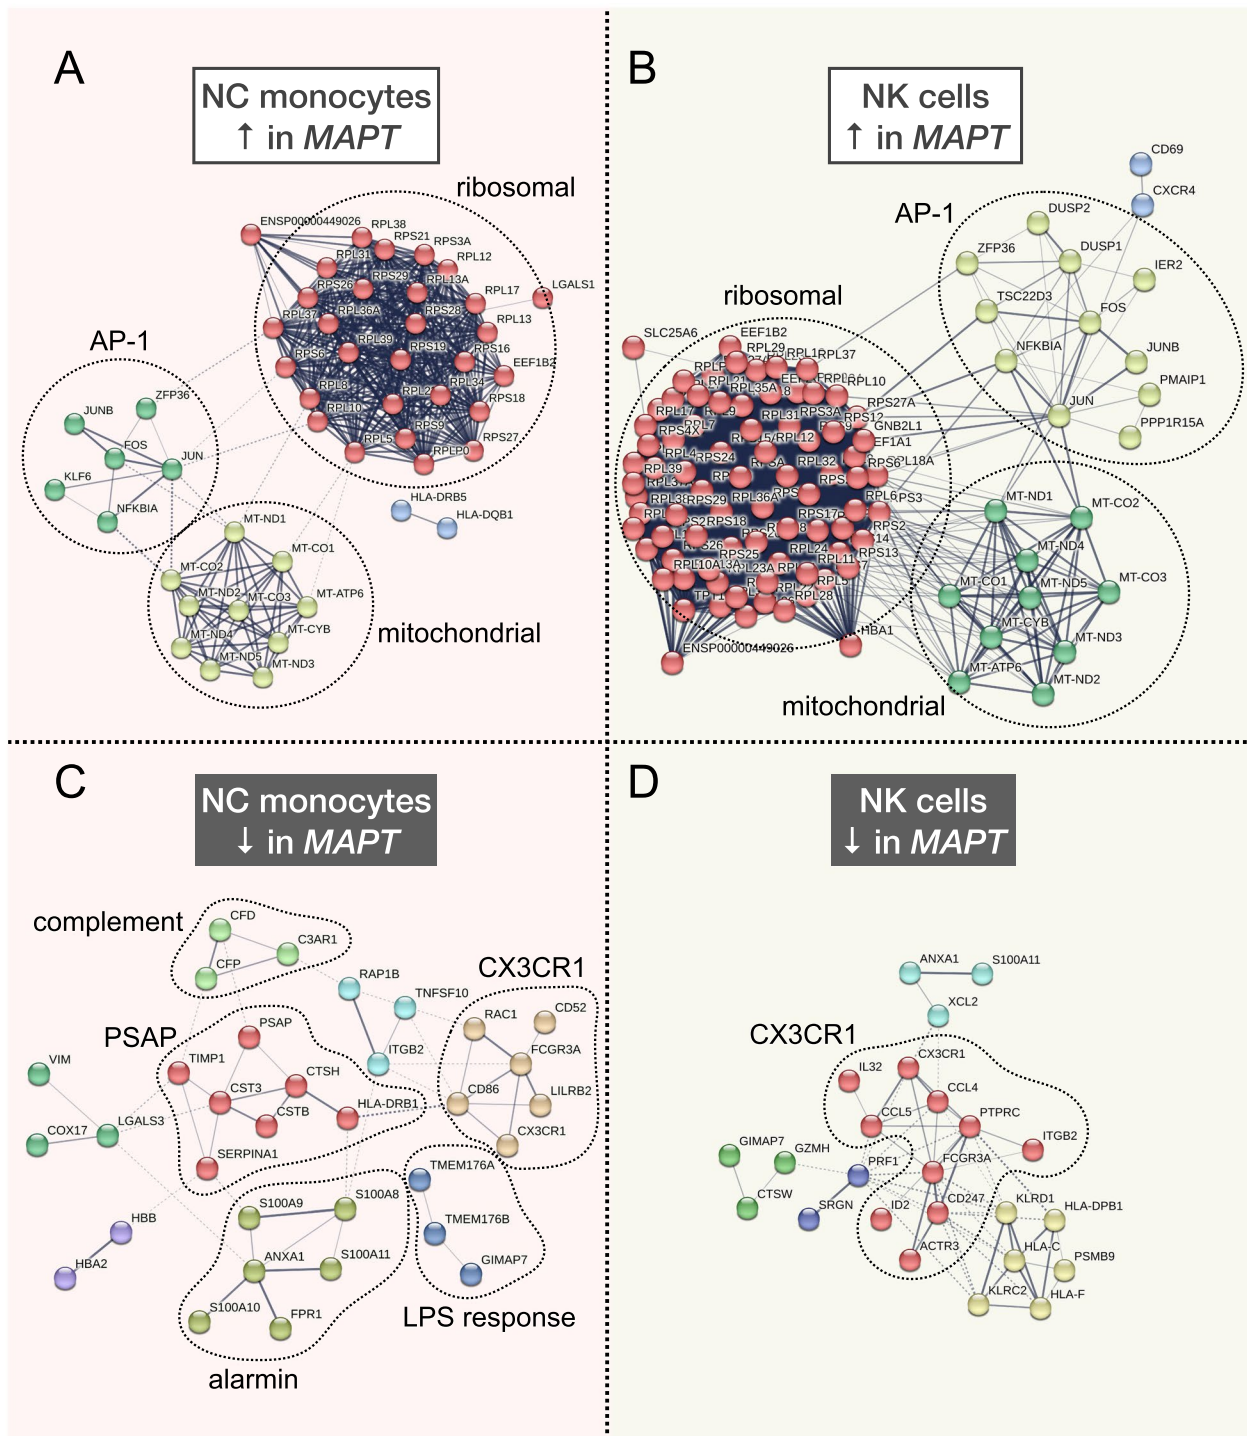 A
NC monocytes
↑ in MAPT
ribosomal
ENSP00000449026
RPL38
RPS21
RPS3A
RPL12
RPL31
RPS29
RPL13A
RPS26
RPL17
LGALS1
RPL37
RPL36A
RPS28
RPL13
RPL39
RPS19
RPS16
RPS6
EEF1B2
RPL8
RPL34
RPL10
RPS18
RPS9
RPL5
RPLP0
RPS27
AP-1
ZFP36
JUNB
FOS
JUN
KLF6
NFKBIA
HLA-DRB5
HLA-DQB1
MT-ND1
MT-CO1
MT-CO2
MT-ND2
MT-CO3
MT-ATP6
MT-ND4
MT-CYB
MT-ND5
MT-ND3
mitochondrial
B
NK cells
↑ in MAPT
CD69
CXCR4
AP-1
DUSP2
ZFP36
DUSP1
IER2
TSC22D3
FOS
NFKBIA
JUNB
PMAIP1
JUN
PPP1R15A
ribosomal
SLC25A6
EEF1B2
RPL29
RPL37
RPL35A
RPL10
RPS27A
RPL17
RPL31
RPS3A
RPS12
GNB2L1
RPS4X
RPL12
EF1A1
RPS24
RPL32
RPS6
RPL18A
RPL39
RPS29
RPL36A
RPL6
RPS3
RPS18
RPS17
RPS2
RPS25
RPL24
RPL11
RPS13
RPL10A
RPL23A
RPL28
ENSP00000449026
HBA1
MT-ND1
MT-CO2
MT-ND4
MT-CO1
MT-ND5
MT-CO3
MT-CYB
MT-ND3
MT-ATP6
MT-ND2
mitochondrial
C
NC monocytes
↓ in MAPT
complement
CFD
C3AR1
CFP
RAP1B
TNFSF10
CX3CR1
RAC1
CD52
PSAP
PSAP
ITGB2
FCGR3A
VIM
TIMP1
CTSH
CD86
LILRB2
CST3
HLA-DRB1
CSTB
LGALS3
COX17
CX3CR1
SERPINA1
TMEM176A
S100A9
S100A8
HBB
TMEM176B
ANXA1
S100A11
GIMAP7
HBA2
S100A10
FPR1
LPS response
alarmin
D
NK cells
↓ in MAPT
ANXA1
S100A11
XCL2
CX3CR1
CX3CR1
IL32
CCL4
CCL5
PTPRC
ITGB2
GIMAP7
GZMH
PRF1
FCGR3A
CTSW
SRGN
ID2
CD247
KLRD1
HLA-DPB1
ACTR3
HLA-C
PSMB9
KLRC2
HLA-F